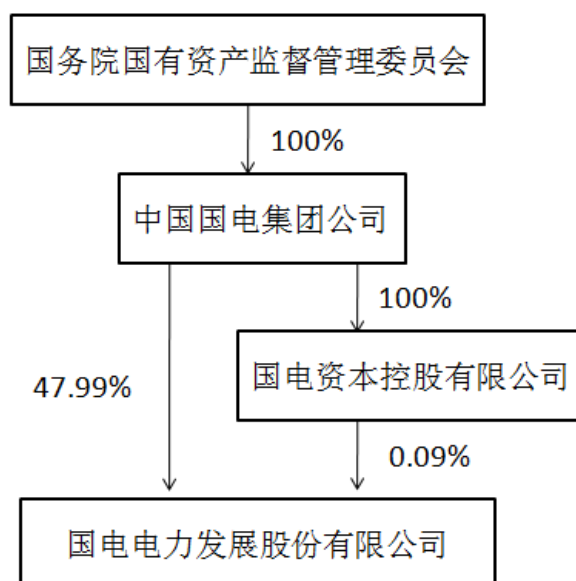 国务院国有资产监督管理委员会
100%
中国国电集团公司
100%
国电资本控股有限公司
47.99%
0.09%
国电电力发展股份有限公司